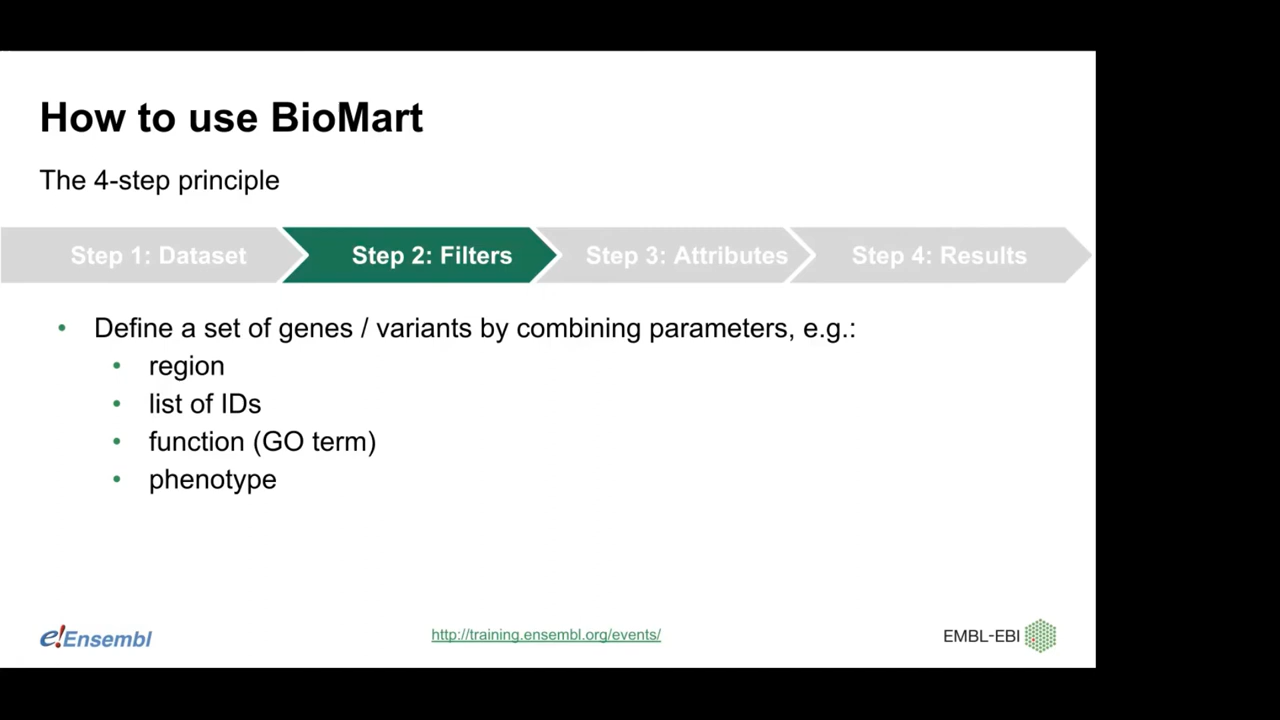 How to use BioMart
The 4-step principle
Step 1: Dataset
Step 2: Filters
Step 3: Attributes
Step 4: Results
• Define a set of genes / variants by combining parameters, e.g.:
• region
• list of IDs
• function (GO term)
• phenotype
e!Ensembl
http://training.ensembl.org/events/
EMBL-EBI